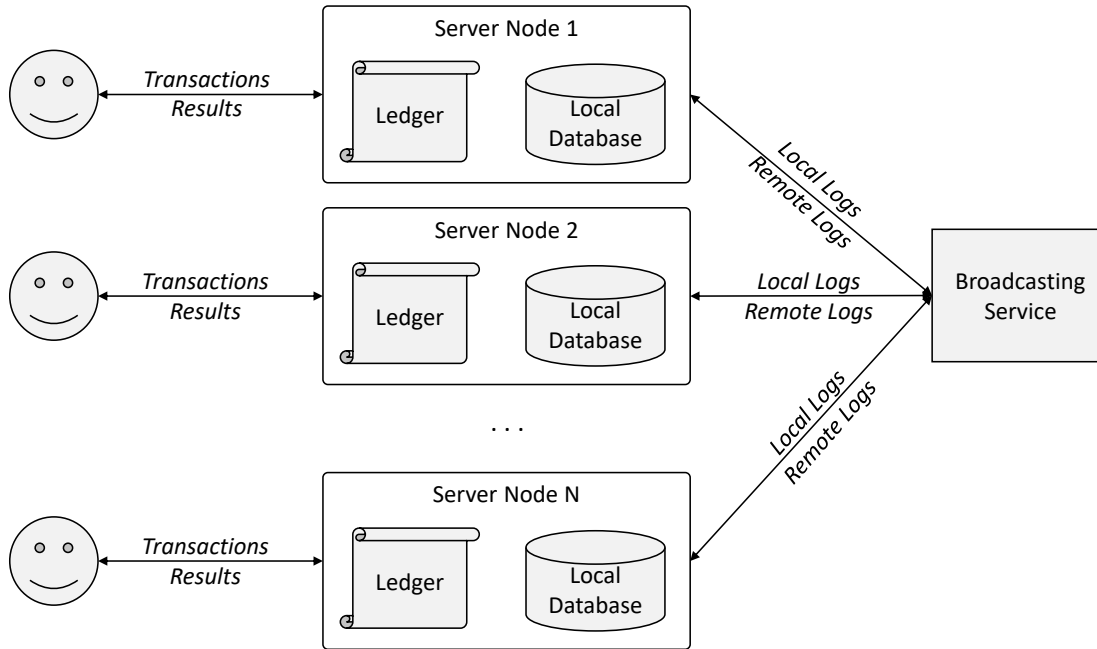 Server Node 1
Transactions
Results
Ledger
Local
Database
Local Logs
Remote Logs
Server Node 2
Transactions
Results
Ledger
Local
Database
Local Logs
Remote Logs
Broadcasting
Service
. . .
Local Logs
Remote Logs
Server Node N
Transactions
Results
Ledger
Local
Database